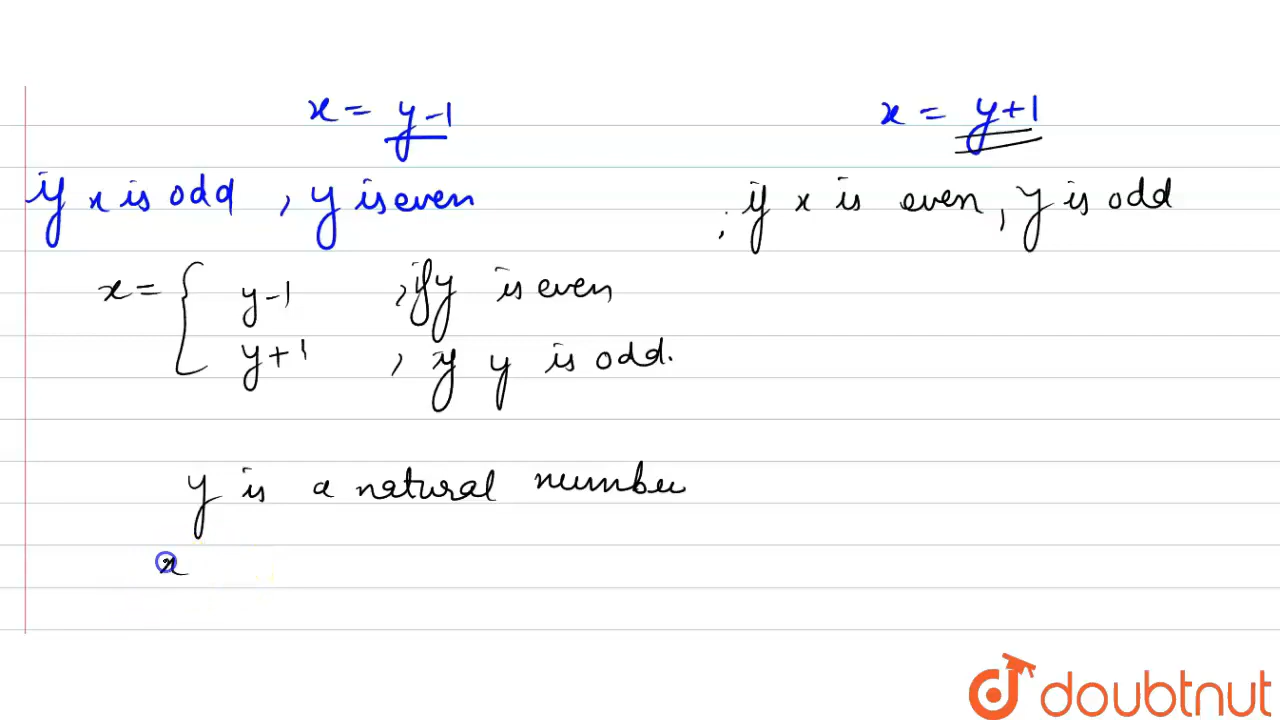 x = y-1
x = y+1
if x is odd , y is even
; if x is even, y is odd
x = { y-1 , if y is even
y+1 , if y is odd.
y is a natural number
x
doubtnut